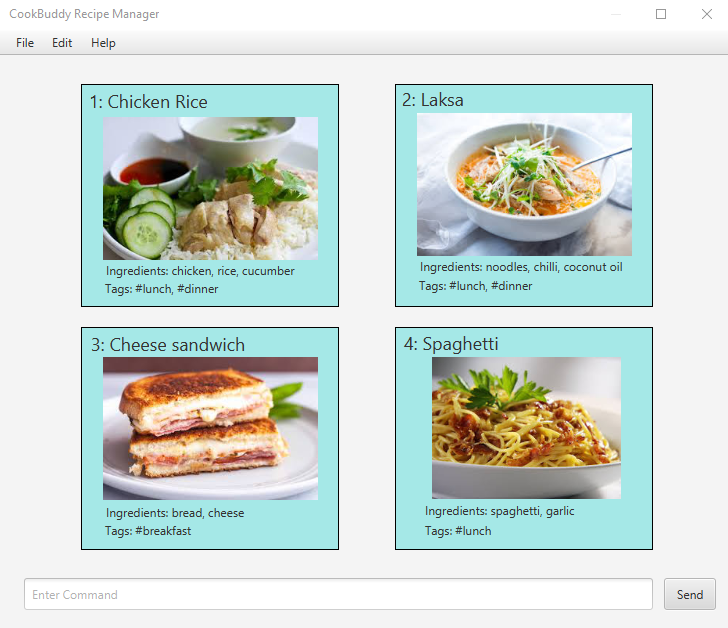 CookBuddy Recipe Manager
File Edit Help
1: Chicken Rice
Ingredients: chicken, rice, cucumber
Tags: #lunch, #dinner
2: Laksa
Ingredients: noodles, chilli, coconut oil
Tags: #lunch, #dinner
3: Cheese sandwich
Ingredients: bread, cheese
Tags: #breakfast
4: Spaghetti
Ingredients: spaghetti, garlic
Tags: #lunch
Enter Command
Send